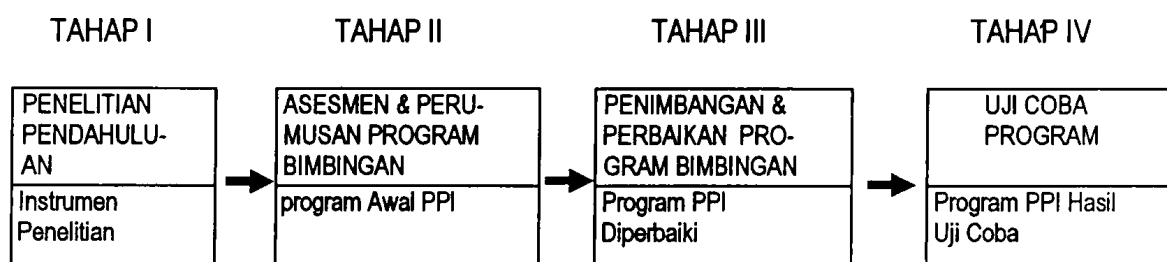 TAHAP I
TAHAP II
TAHAP III
TAHAP IV
PENELITIAN
PENDAHULU-
AN
Instrumen
Penelitian
ASESMEN & PERU-
MUSAN PROGRAM
BIMBINGAN
program Awal PPI
PENIMBANGAN &
PERBAIKAN PRO-
GRAM BIMBINGAN
Program PPI
Diperbaiki
UJI COBA
PROGRAM
Program PPI Hasil
Uji Coba